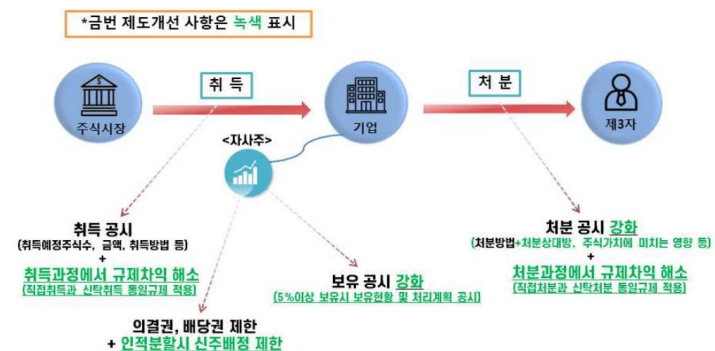 *금번 제도개선 사항은 녹색 표시
취 득
처 분
주식시장
기업
제3자
<자사주>
취득 공시
(취득예정주식수, 금액, 취득방법 등)
+
취득과정에서 규제차익 해소
(직접취득과 신탁취득 동일규제 적용)
의결권, 배당권 제한
+ 인적분할시 신주배정 제한
보유 공시 강화
(5%이상 보유시 보유현황 및 처리계획 공시)
처분 공시 강화
(처분방법+처분상대방, 주식가치에 미치는 영향 등)
+
처분과정에서 규제차익 해소
(직접처분과 신탁처분 동일규제 적용)